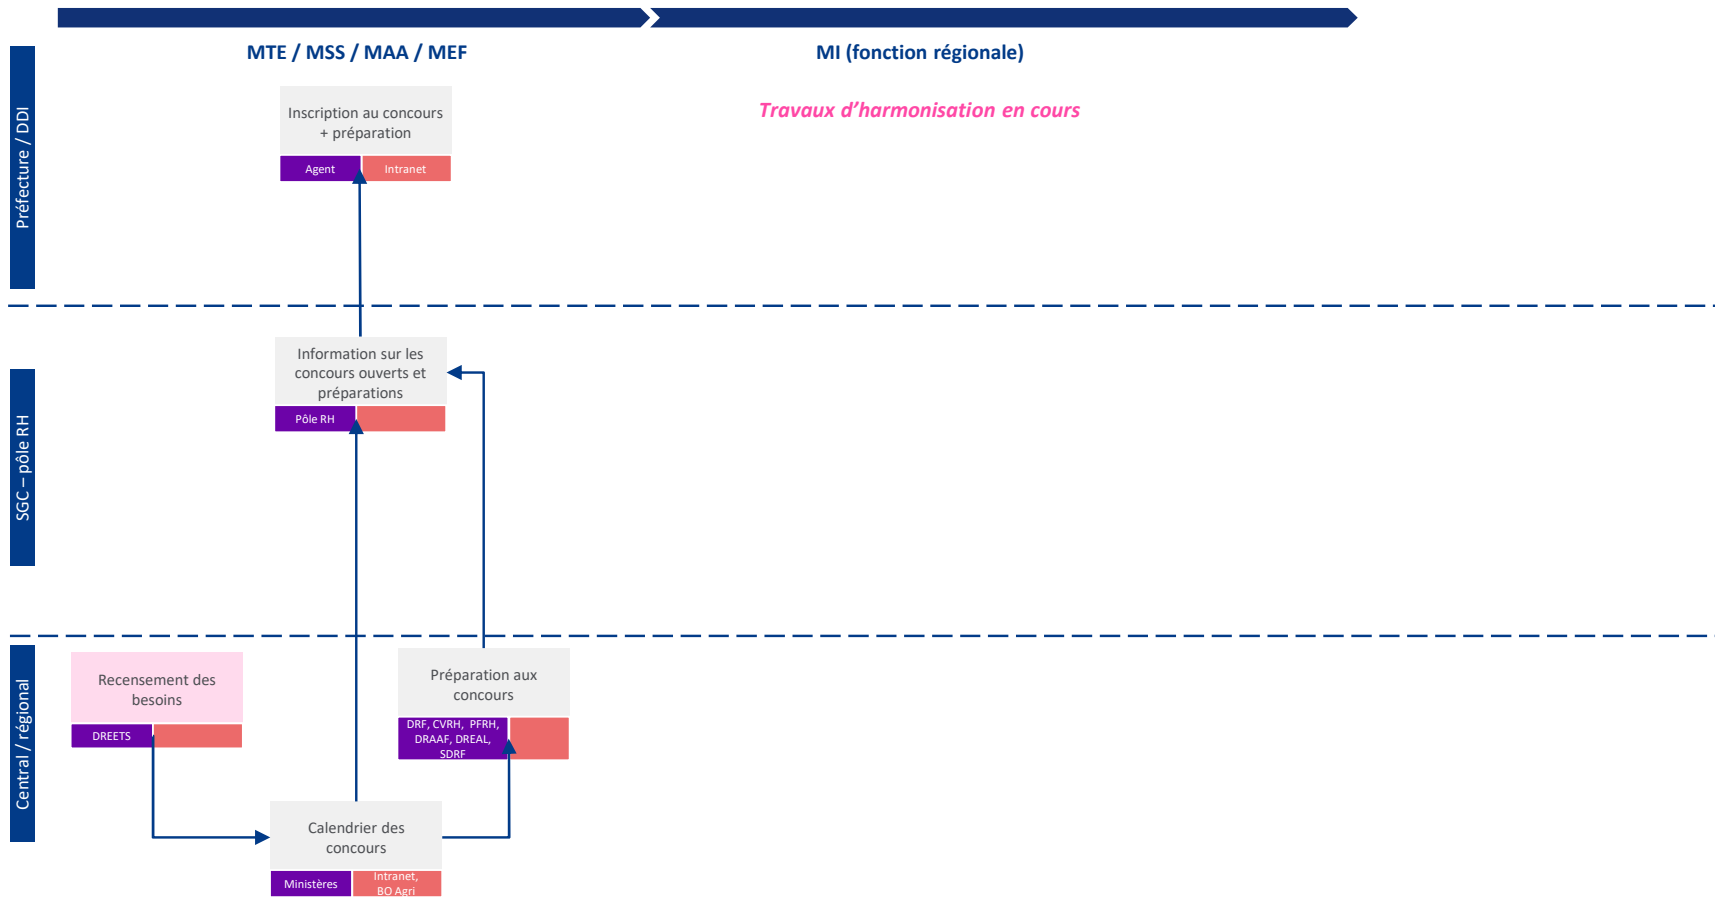 MTE / MSS / MAA / MEF
MI (fonction régionale)
Préfecture / DDI
Inscription au concours
+ préparation
Agent
Intranet
Travaux d’harmonisation en cours
SGC – pôle RH
Information sur les
concours ouverts et
préparations
Pôle RH
Central / régional
Recensement des
besoins
DREETS
Préparation aux
concours
DRF, CVRH, PFRH,
DRAAF, DREAL,
SDRF
Calendrier des
concours
Ministères
Intranet,
BO Agri